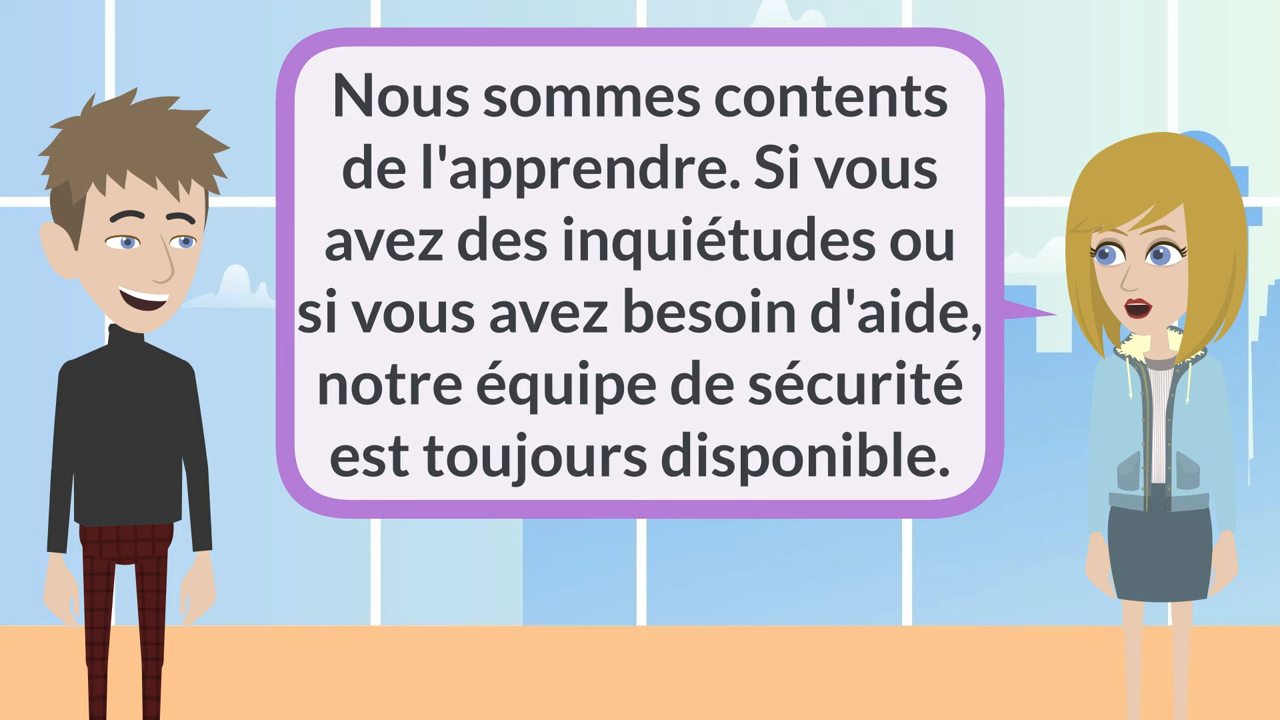 Nous sommes contents
de l'apprendre. Si vous
avez des inquiétudes ou
si vous avez besoin d'aide,
notre équipe de sécurité
est toujours disponible.